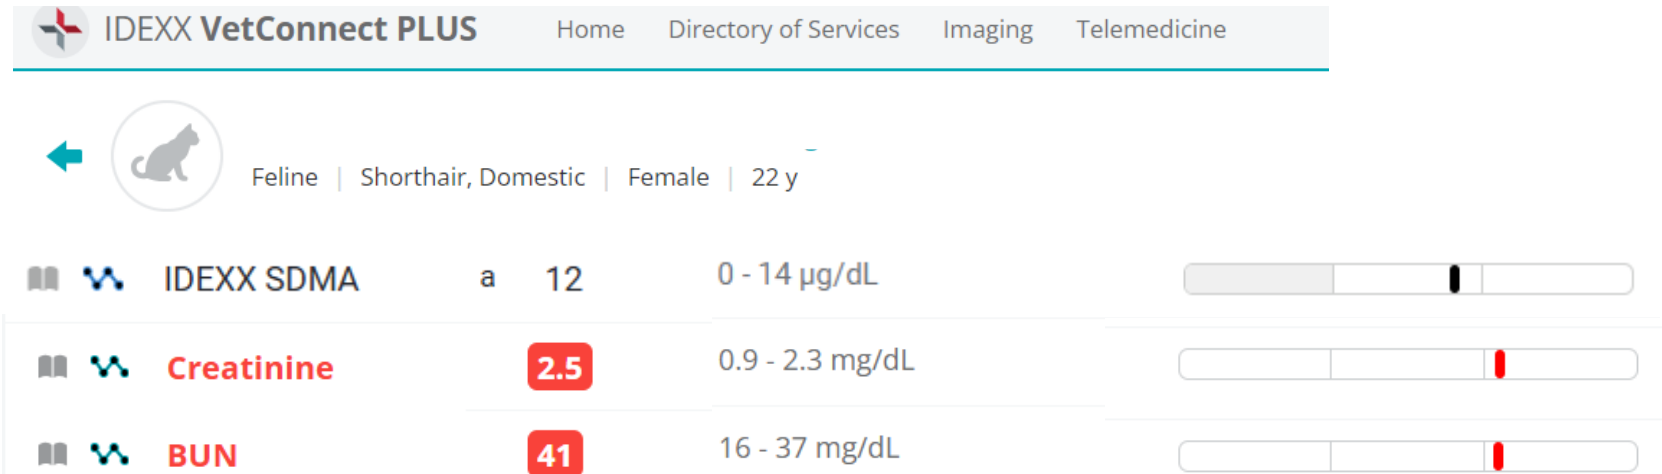 IDEXX VetConnect PLUS Home Directory of Services Imaging Telemedicine
Feline | Shorthair, Domestic | Female | 22 y
IDEXX SDMA a 12 0 - 14 µg/dL
Creatinine 2.5 0.9 - 2.3 mg/dL
BUN 41 16 - 37 mg/dL